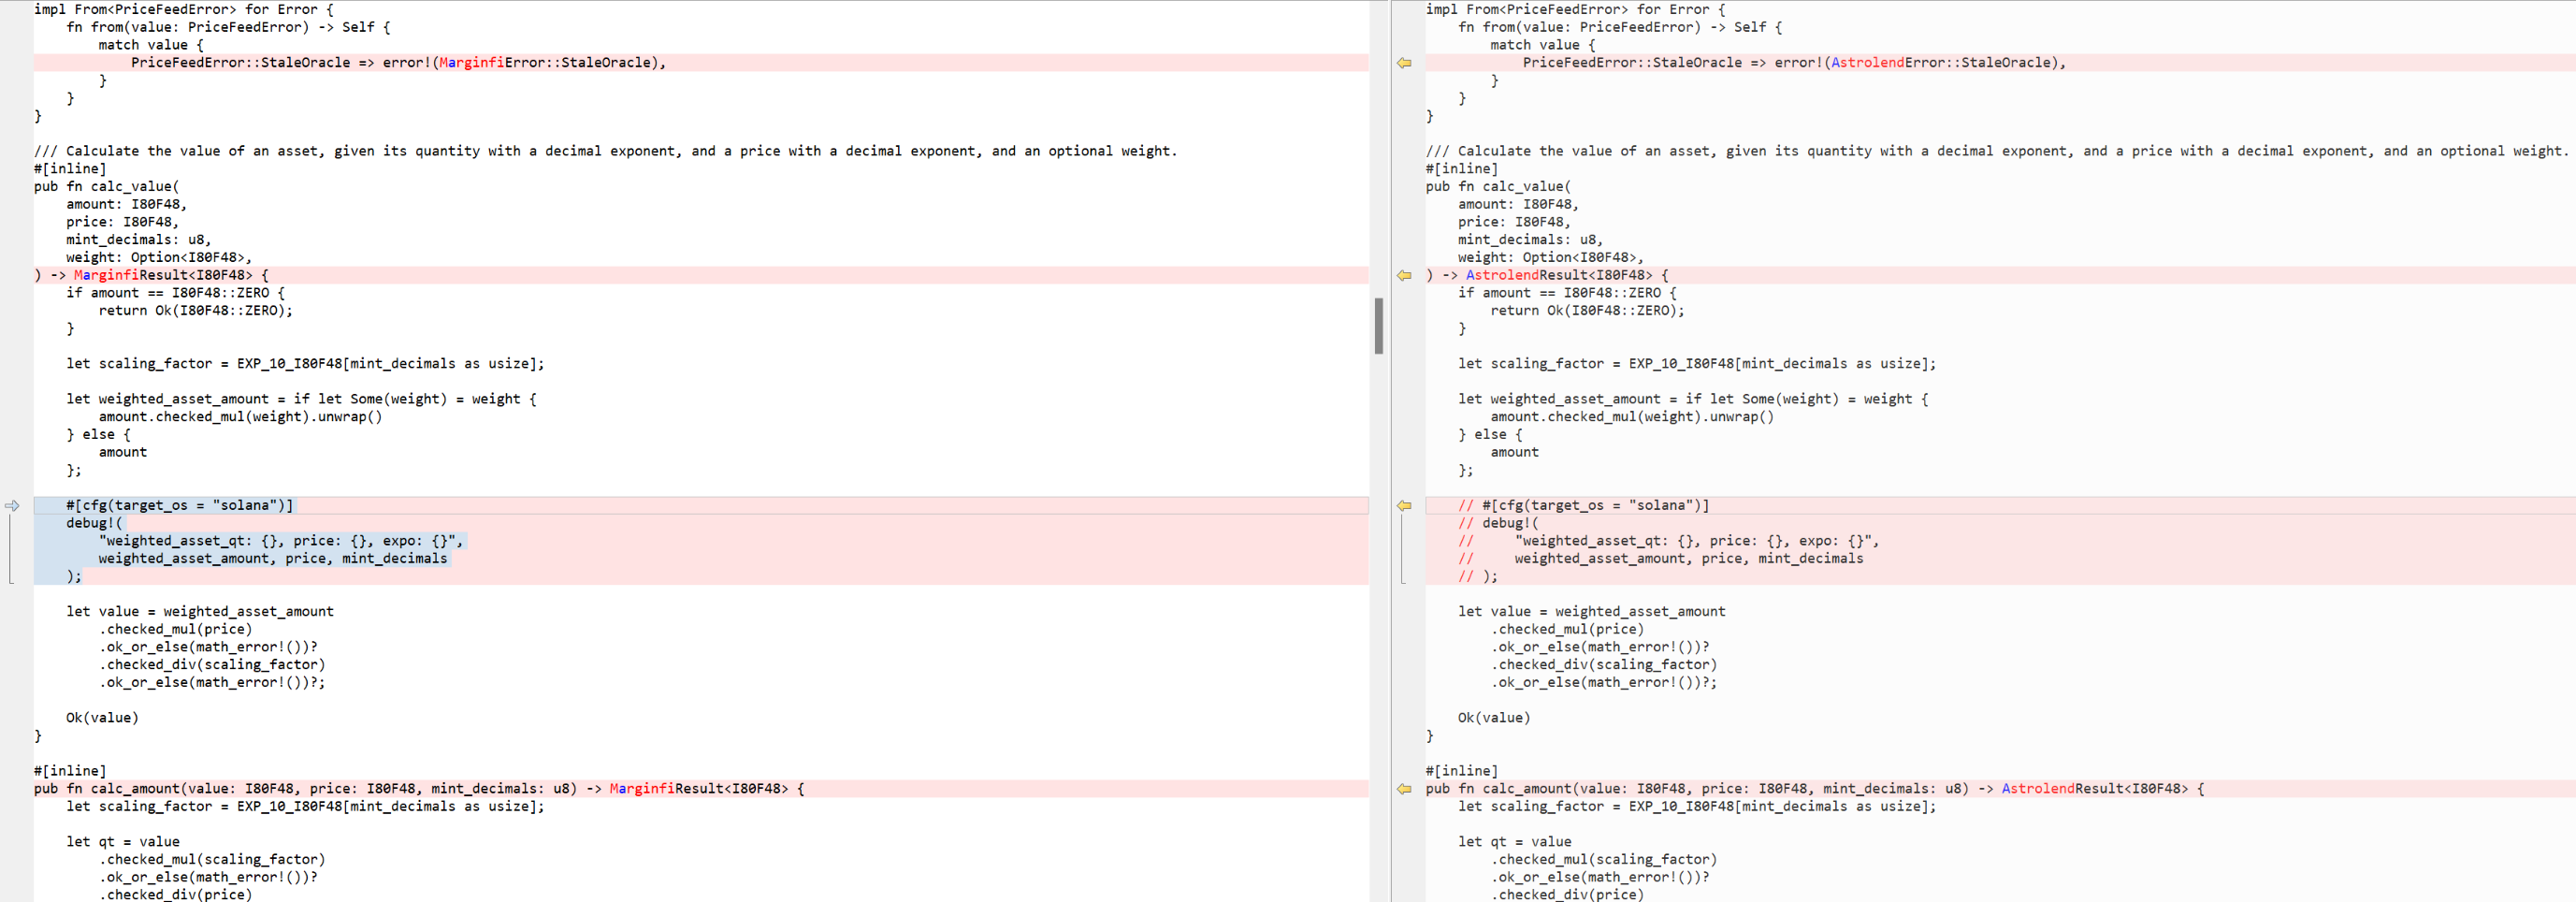 impl From<PriceFeedError> for Error {
    fn from(value: PriceFeedError) -> Self {
        match value {
            PriceFeedError::StaleOracle => error!(MarginfiError::StaleOracle),
        }
    }
}

/// Calculate the value of an asset, given its quantity with a decimal exponent, and a price with a decimal exponent, and an optional weight.
#[inline]
pub fn calc_value(
    amount: I80F48,
    price: I80F48,
    mint_decimals: u8,
    weight: Option<I80F48>,
) -> MarginfiResult<I80F48> {
    if amount == I80F48::ZERO {
        return Ok(I80F48::ZERO);
    }

    let scaling_factor = EXP_10_I80F48[mint_decimals as usize];

    let weighted_asset_amount = if let Some(weight) = weight {
        amount.checked_mul(weight).unwrap()
    } else {
        amount
    };

    #[cfg(target_os = "solana")]
    debug!(
        "weighted_asset_qt: {}, price: {}, expo: {}",
        weighted_asset_amount, price, mint_decimals
    );

    let value = weighted_asset_amount
        .checked_mul(price)
        .ok_or_else(math_error!())?
        .checked_div(scaling_factor)
        .ok_or_else(math_error!())?;

    Ok(value)
}

#[inline]
pub fn calc_amount(value: I80F48, price: I80F48, mint_decimals: u8) -> MarginfiResult<I80F48> {
    let scaling_factor = EXP_10_I80F48[mint_decimals as usize];

    let qt = value
        .checked_mul(scaling_factor)
        .ok_or_else(math_error!())?
        .checked_div(price)
impl From<PriceFeedError> for Error {
    fn from(value: PriceFeedError) -> Self {
        match value {
            PriceFeedError::StaleOracle => error!(AstrolendError::StaleOracle),
        }
    }
}

/// Calculate the value of an asset, given its quantity with a decimal exponent, and a price with a decimal exponent, and an optional weight.
#[inline]
pub fn calc_value(
    amount: I80F48,
    price: I80F48,
    mint_decimals: u8,
    weight: Option<I80F48>,
) -> AstrolendResult<I80F48> {
    if amount == I80F48::ZERO {
        return Ok(I80F48::ZERO);
    }

    let scaling_factor = EXP_10_I80F48[mint_decimals as usize];

    let weighted_asset_amount = if let Some(weight) = weight {
        amount.checked_mul(weight).unwrap()
    } else {
        amount
    };

    // #[cfg(target_os = "solana")]
    // debug!(
    //     "weighted_asset_qt: {}, price: {}, expo: {}",
    //     weighted_asset_amount, price, mint_decimals
    // );

    let value = weighted_asset_amount
        .checked_mul(price)
        .ok_or_else(math_error!())?
        .checked_div(scaling_factor)
        .ok_or_else(math_error!())?;

    Ok(value)
}

#[inline]
pub fn calc_amount(value: I80F48, price: I80F48, mint_decimals: u8) -> AstrolendResult<I80F48> {
    let scaling_factor = EXP_10_I80F48[mint_decimals as usize];

    let qt = value
        .checked_mul(scaling_factor)
        .ok_or_else(math_error!())?
        .checked_div(price)